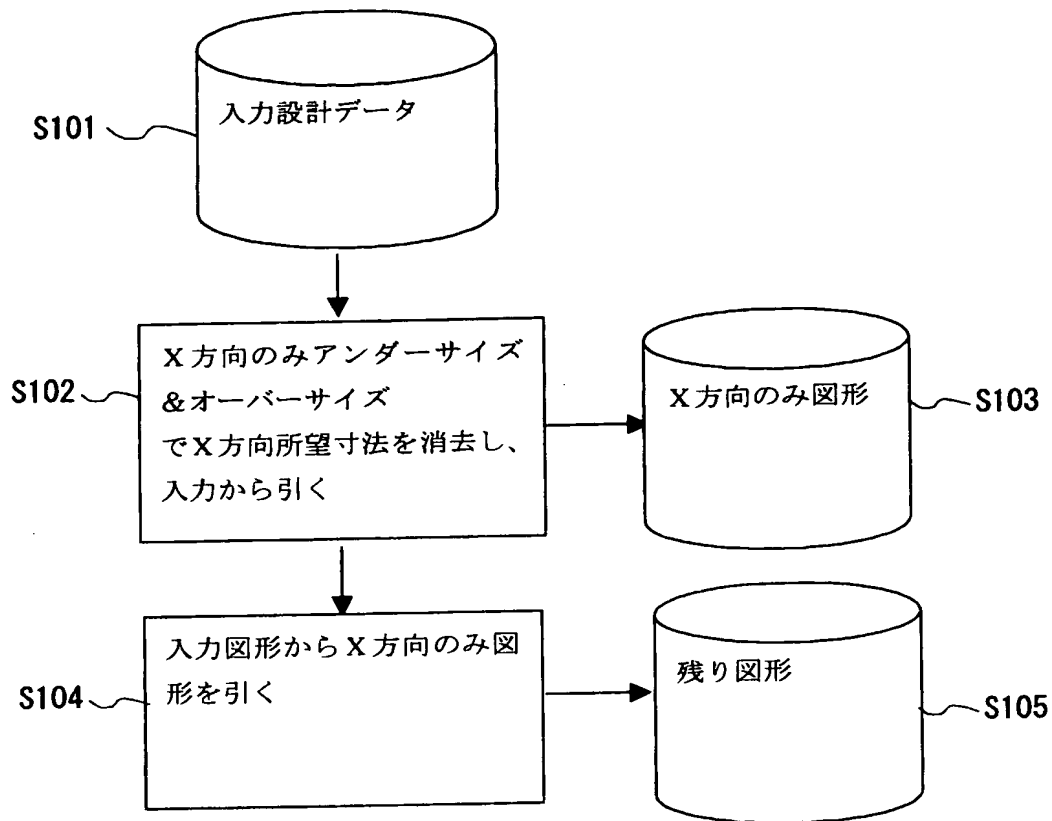 S101
入力設計データ
S102
X方向のみアンダーサイズ
&オーバーサイズ
でX方向所望寸法を消去し、
入力から引く
X方向のみ図形
S103
S104
入力図形からX方向のみ図
形を引く
残り図形
S105